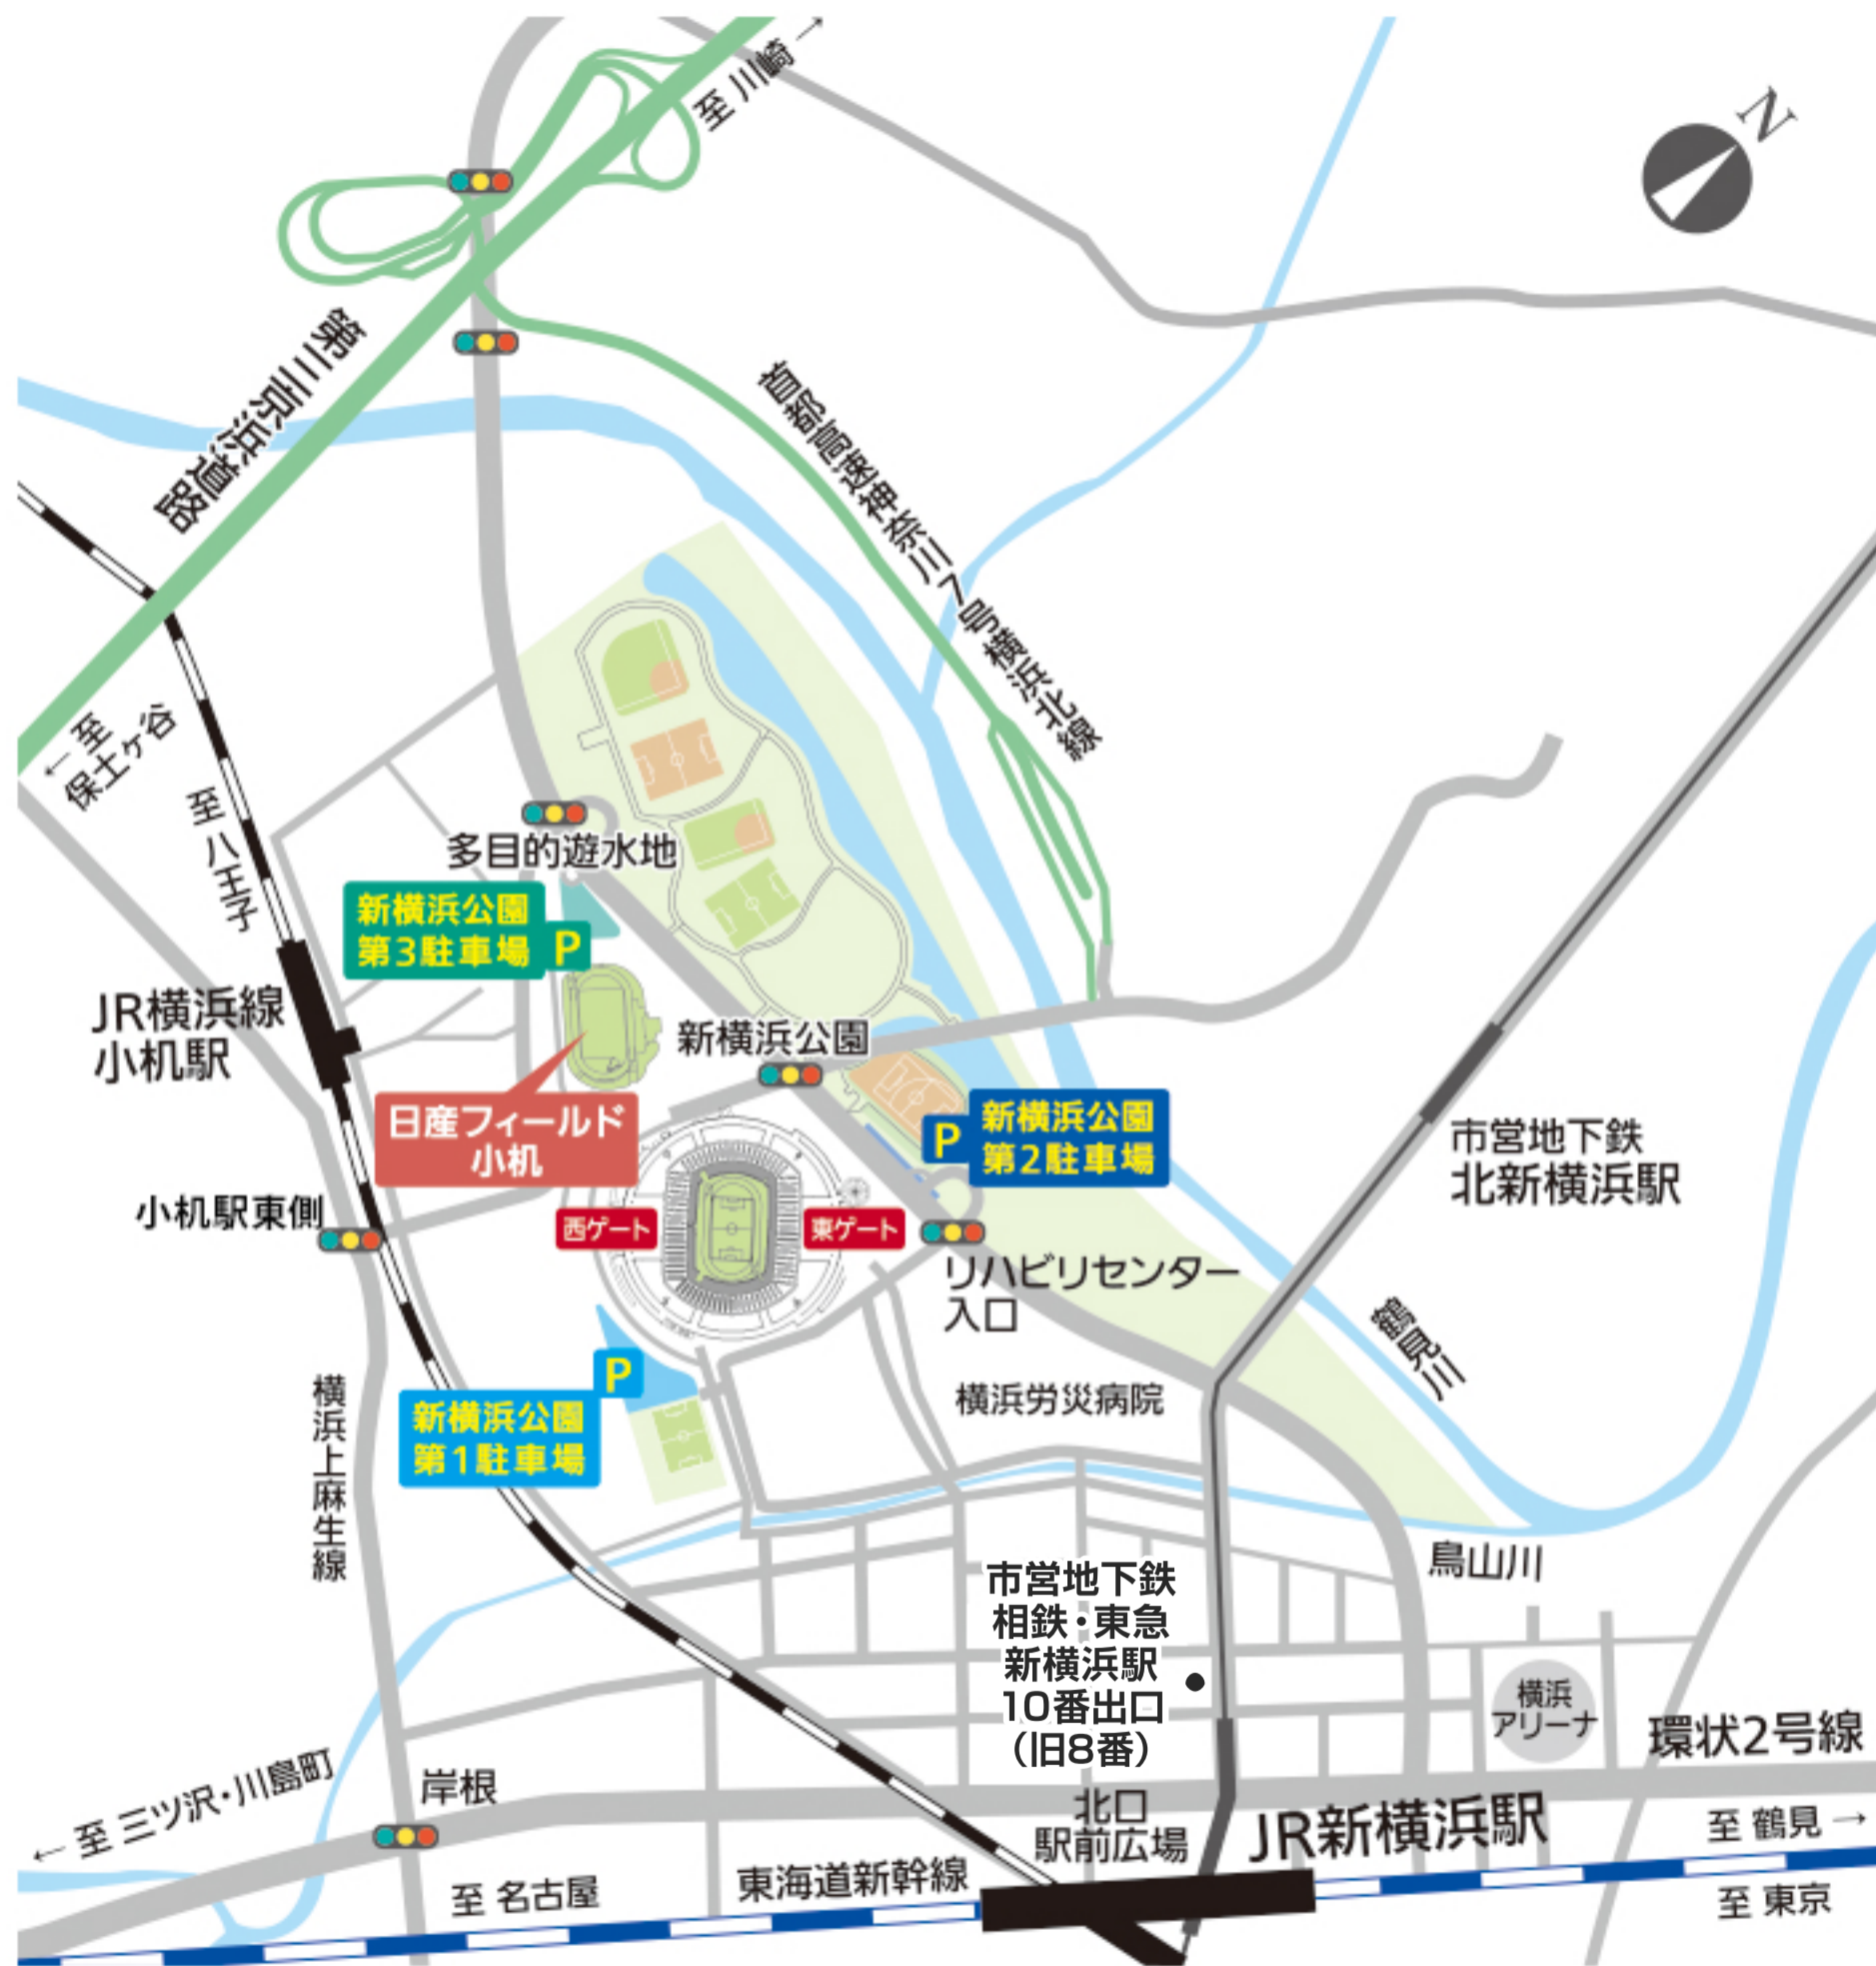 至 川崎 →
N
第三京浜道路
首都高速神奈川7号横浜北線
← 至
保土ヶ谷
至 八王子
多目的遊水地
新横浜公園
第3駐車場
P
JR横浜線
小机駅
新横浜公園
日産フィールド
小机
P
新横浜公園
第2駐車場
市営地下鉄
北新横浜駅
小机駅東側
西ゲート
東ゲート
リハビリセンター
入口
鶴見川
P
新横浜公園
第1駐車場
横浜上麻生線
横浜労災病院
鳥山川
市営地下鉄
相鉄・東急
新横浜駅
10番出口
(旧8番)
横浜
アリーナ
環状2号線
← 至 三ツ沢・川島町
岸根
北口
駅前広場
JR新横浜駅
至 鶴見 →
至 名古屋
東海道新幹線
至 東京